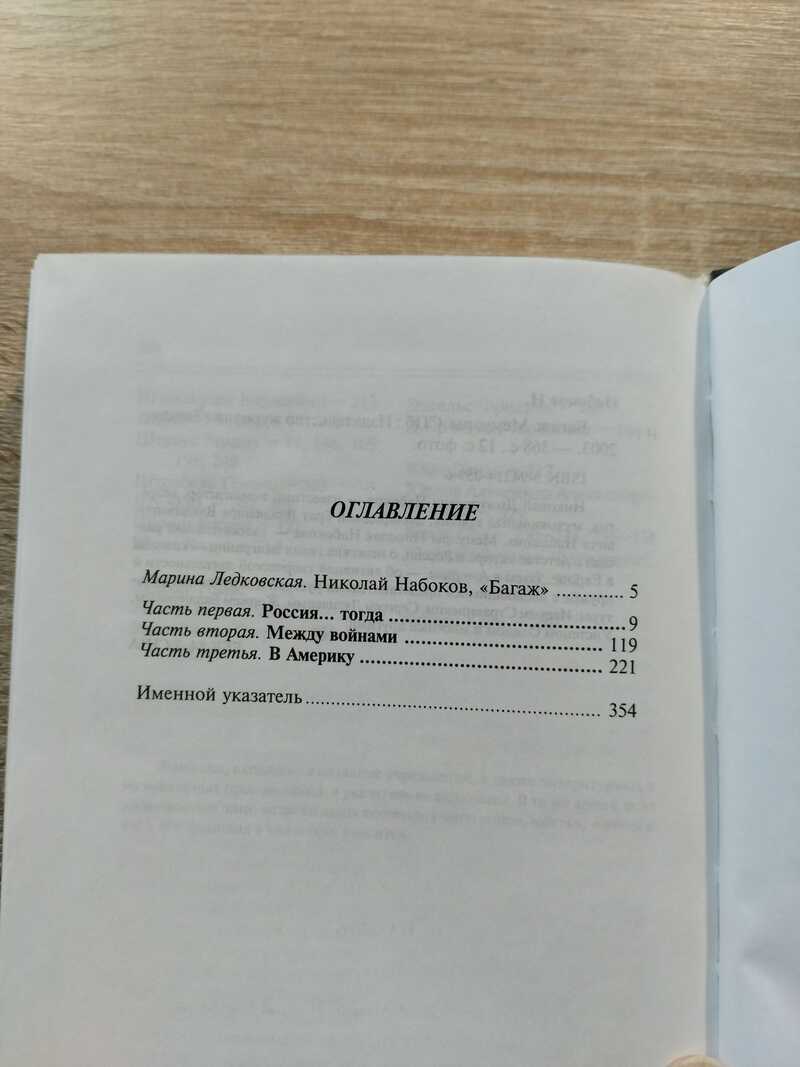 ОГЛАВЛЕНИЕ
Марина Ледковская. Николай Набоков, «Багаж» ............ 5
Часть первая. Россия... тогда ............................................ 9
Часть вторая. Между войнами ........................................ 119
Часть третья. В Америку ................................................ 221
Именной указатель ......................................................... 354